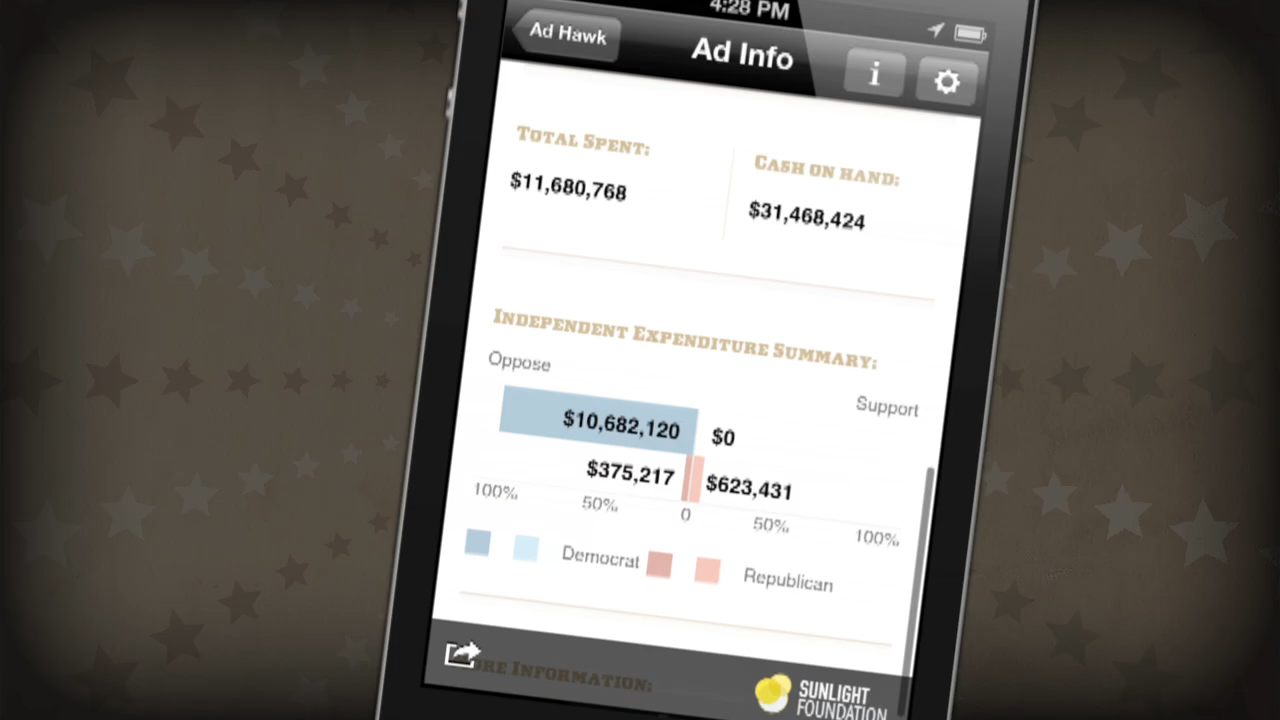 4:28 PM
Ad Hawk
Ad Info
i
TOTAL SPENT:
$11,680,768
CASH ON HAND:
$31,468,424
INDEPENDENT EXPENDITURE SUMMARY:
Oppose
Support
$10,682,120 $0
$375,217 $623,431
100% 50% 0 50% 100%
Democrat Republican
ORE INFORMATION:
SUNLIGHT
FOUNDATION